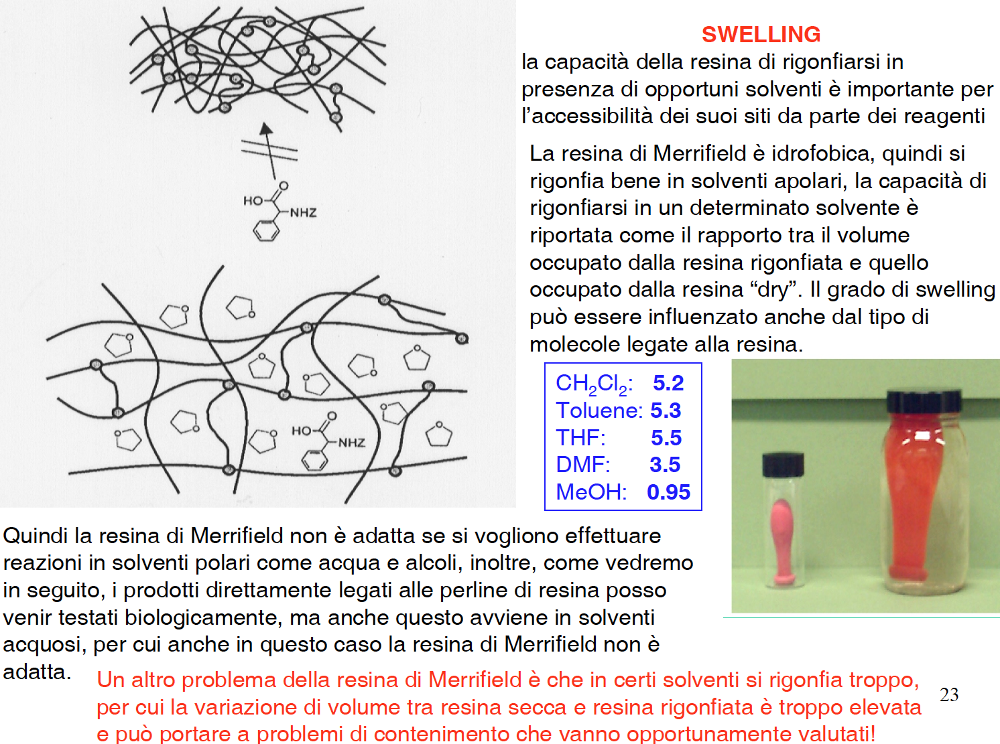 SWELLING
la capacità della resina di rigonfiarsi in
presenza di opportuni solventi è importante per
l'accessibilità dei suoi siti da parte dei reagenti
La resina di Merrifield è idrofobica, quindi si
rigonfia bene in solventi apolari, la capacità di
rigonfiarsi in un determinato solvente è
riportata come il rapporto tra il volume
occupato dalla resina rigonfiata e quello
occupato dalla resina “dry”. Il grado di swelling
può essere influenzato anche dal tipo di
molecole legate alla resina.
O
HO
NHZ
O
HO
NHZ
CH₂Cl₂: 5.2
Toluene: 5.3
THF: 5.5
DMF: 3.5
MeOH: 0.95
Quindi la resina di Merrifield non è adatta se si vogliono effettuare
reazioni in solventi polari come acqua e alcoli, inoltre, come vedremo
in seguito, i prodotti direttamente legati alle perline di resina posso
venir testati biologicamente, ma anche questo avviene in solventi
acquosi, per cui anche in questo caso la resina di Merrifield non è
adatta.
Un altro problema della resina di Merrifield è che in certi solventi si rigonfia troppo,
per cui la variazione di volume tra resina secca e resina rigonfiata è troppo elevata
e può portare a problemi di contenimento che vanno opportunamente valutati!
23